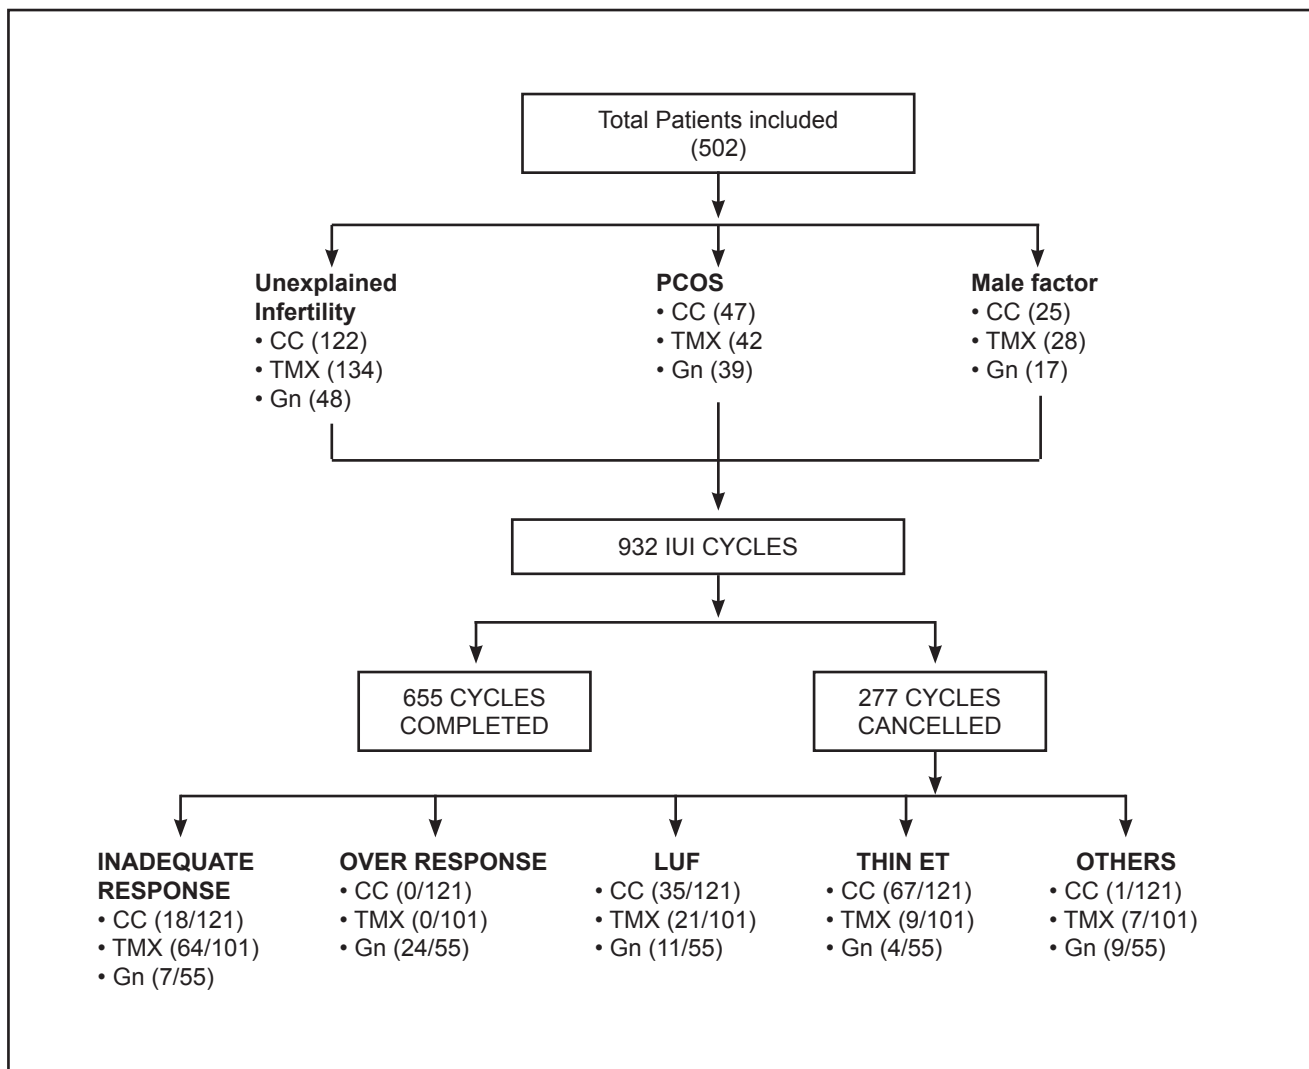 Total Patients included
(502)
Unexplained
Infertility
• CC (122)
• TMX (134)
• Gn (48)
PCOS
• CC (47)
• TMX (42
• Gn (39)
Male factor
• CC (25)
• TMX (28)
• Gn (17)
932 IUI CYCLES
655 CYCLES
COMPLETED
277 CYCLES
CANCELLED
INADEQUATE
RESPONSE
• CC (18/121)
• TMX (64/101)
• Gn (7/55)
OVER RESPONSE
• CC (0/121)
• TMX (0/101)
• Gn (24/55)
LUF
• CC (35/121)
• TMX (21/101)
• Gn (11/55)
THIN ET
• CC (67/121)
• TMX (9/101)
• Gn (4/55)
OTHERS
• CC (1/121)
• TMX (7/101)
• Gn (9/55)